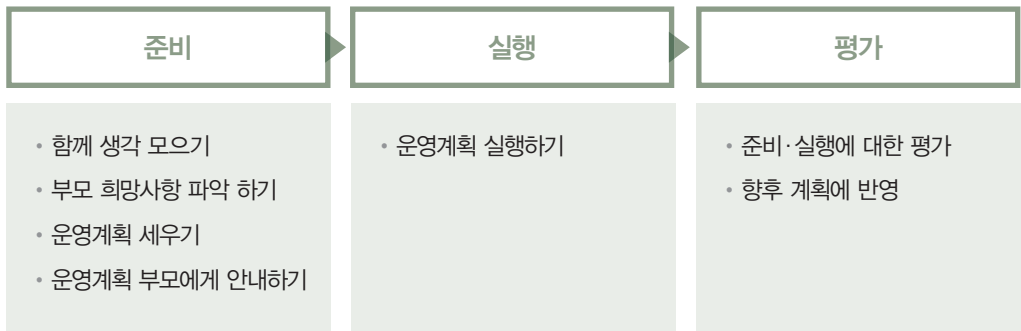 준비
• 함께 생각 모으기
• 부모 희망사항 파악 하기
• 운영계획 세우기
• 운영계획 부모에게 안내하기
실행
• 운영계획 실행하기
평가
• 준비·실행에 대한 평가
• 향후 계획에 반영